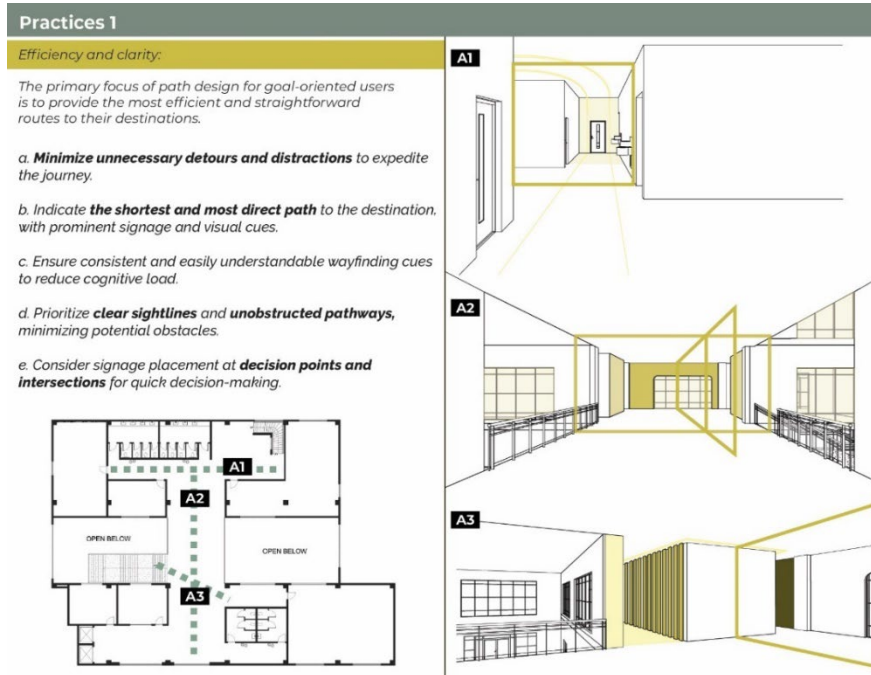 Practices 1
Efficiency and clarity:
The primary focus of path design for goal-oriented users
is to provide the most efficient and straightforward
routes to their destinations.
a. Minimize unnecessary detours and distractions to expedite
the journey.
b. Indicate the shortest and most direct path to the destination,
with prominent signage and visual cues.
c. Ensure consistent and easily understandable wayfinding cues
to reduce cognitive load.
d. Prioritize clear sightlines and unobstructed pathways,
minimizing potential obstacles.
e. Consider signage placement at decision points and
intersections for quick decision-making.
A1
A2
OPEN BELOW
OPEN BELOW
A3
A1
A2
A3